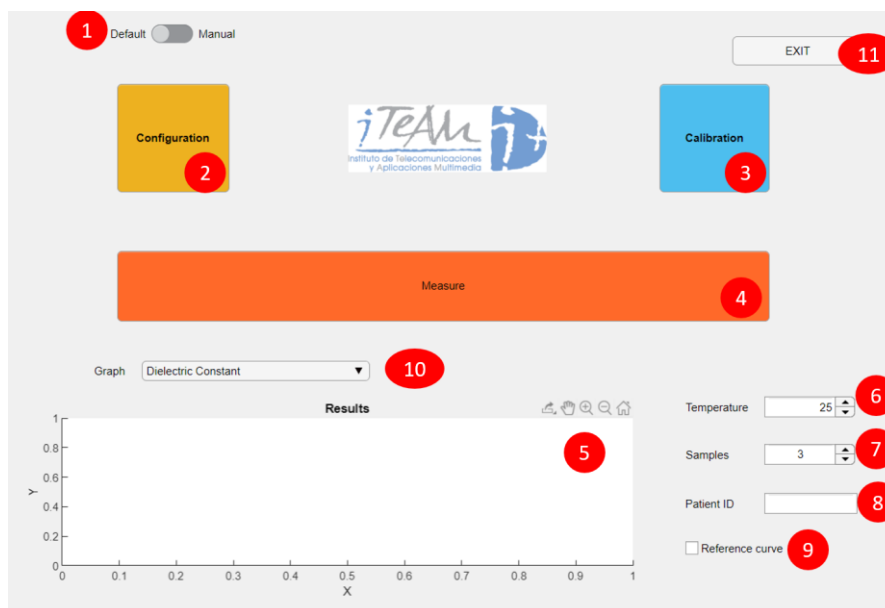 1
Default
Manual
EXIT
11
Configuration
2
iTeAM
Instituto de Telecomunicaciones
y Aplicaciones Multimedia
i+
Calibration
3
Measure
4
Graph
Dielectric Constant
10
Results
5
1
0.8
0.6
0.4
0.2
0
Y
0
0.1
0.2
0.3
0.4
0.5
0.6
0.7
0.8
0.9
1
X
Temperature
25
6
Samples
3
7
Patient ID
8
Reference curve
9